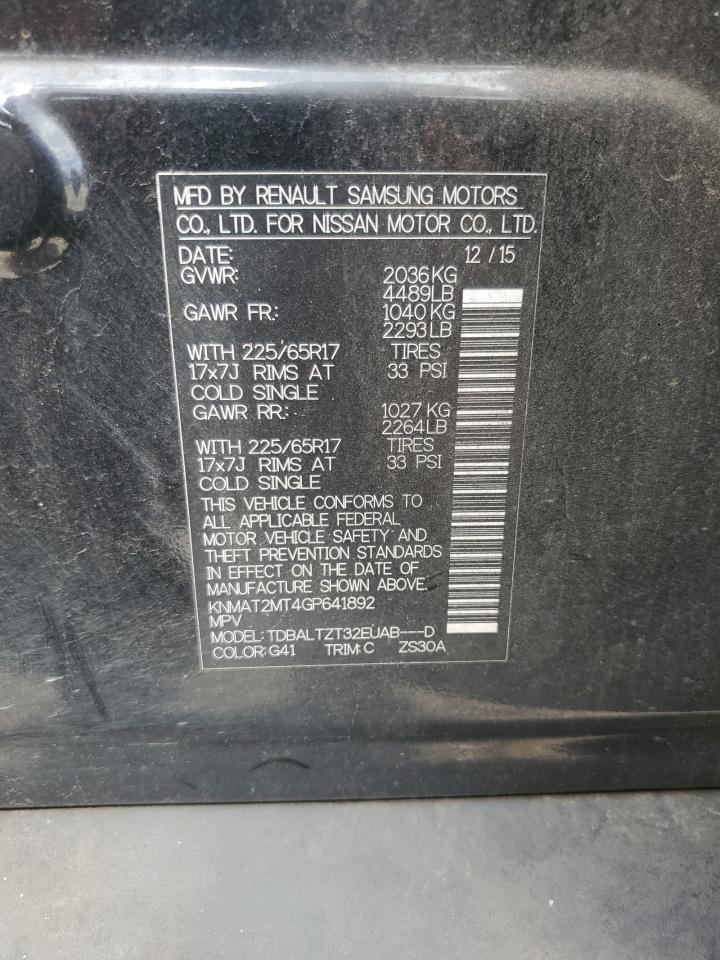 MFD BY RENAULT SAMSUNG MOTORS
CO., LTD. FOR NISSAN MOTOR CO., LTD.
DATE: 12 / 15
GVWR: 2036 KG
4489LB
GAWR FR.: 1040 KG
2293 LB
WITH 225/65R17 TIRES
17x7J RIMS AT 33 PSI
COLD SINGLE
GAWR RR.: 1027 KG
2264LB
WITH 225/65R17 TIRES
17x7J RIMS AT 33 PSI
COLD SINGLE
THIS VEHICLE CONFORMS TO
ALL APPLICABLE FEDERAL
MOTOR VEHICLE SAFETY AND
THEFT PREVENTION STANDARDS
IN EFFECT ON THE DATE OF
MANUFACTURE SHOWN ABOVE.
KNMAT2MT4GP641892
MPV
MODEL: TDBALTZT32EUAB---D
COLOR: G41 TRIM: C ZS30A